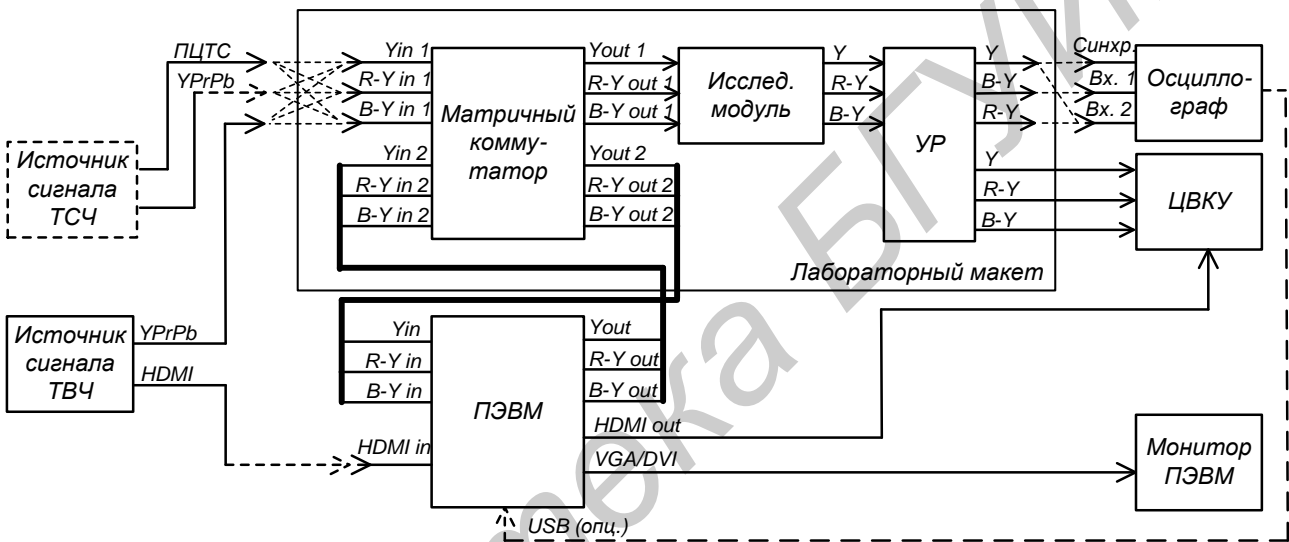 ПЦТС
YPrPb
Источник
сигнала
ТСЧ
Источник
сигнала
ТВЧ
YPrPb
HDMI
Yin 1
R-Y in 1
B-Y in 1
Yin 2
R-Y in 2
B-Y in 2
Матричный
комму-
татор
Yout 1
R-Y out 1
B-Y out 1
Yout 2
R-Y out 2
B-Y out 2
Исслед.
модуль
Y
R-Y
B-Y
УР
Y
B-Y
R-Y
Y
R-Y
B-Y
Лабораторный макет
Синхр.
Вх. 1
Вх. 2
Осцилло-
граф
ЦВКУ
Yin
R-Y in
B-Y in
HDMI in
ПЭВМ
Yout
R-Y out
B-Y out
HDMI out
VGA/DVI
USB (опц.)
Монитор
ПЭВМ
тека БГУИ